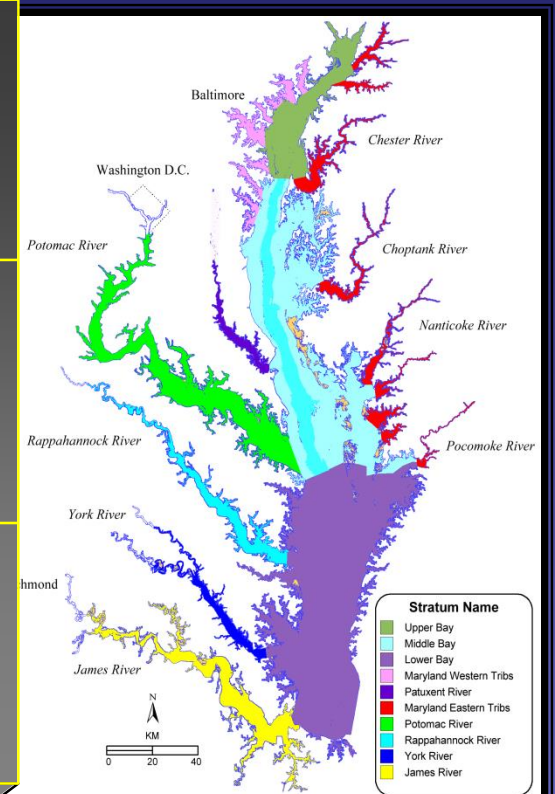 Baltimore
Chester River
Washington D.C.
Potomac River
Choptank River
Nanticoke River
Rappahannock River
Pocomoke River
York River
hmond
James River
N
KM
0 20 40
Stratum Name
Upper Bay
Middle Bay
Lower Bay
Maryland Western Tribs
Patuxent River
Maryland Eastern Tribs
Potomac River
Rappahannock River
York River
James River